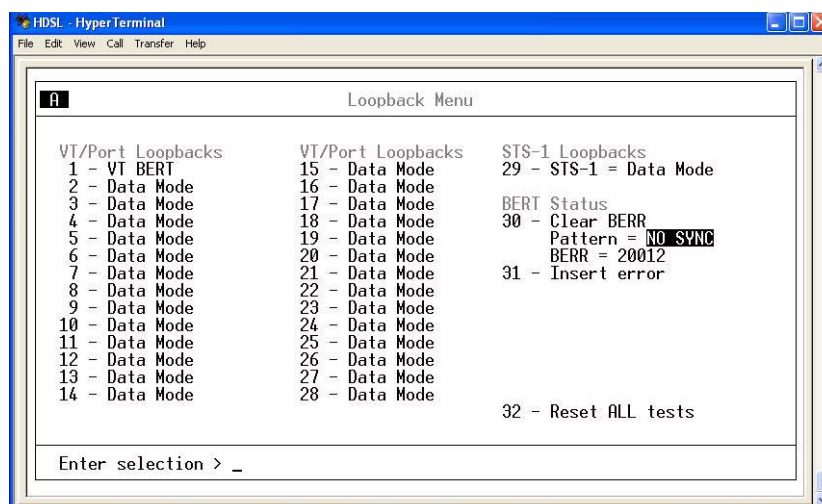 HDSL - HyperTerminal
File Edit View Call Transfer Help
A Loopback Menu
VT/Port Loopbacks
1 - VT BERT
2 - Data Mode
3 - Data Mode
4 - Data Mode
5 - Data Mode
6 - Data Mode
7 - Data Mode
8 - Data Mode
9 - Data Mode
10 - Data Mode
11 - Data Mode
12 - Data Mode
13 - Data Mode
14 - Data Mode
VT/Port Loopbacks
15 - Data Mode
16 - Data Mode
17 - Data Mode
18 - Data Mode
19 - Data Mode
20 - Data Mode
21 - Data Mode
22 - Data Mode
23 - Data Mode
24 - Data Mode
25 - Data Mode
26 - Data Mode
27 - Data Mode
28 - Data Mode
STS-1 Loopbacks
29 - STS-1 = Data Mode
BERT Status
30 - Clear BERR
Pattern = NO SYNC
BERR = 20012
31 - Insert error
32 - Reset ALL tests
Enter selection > _